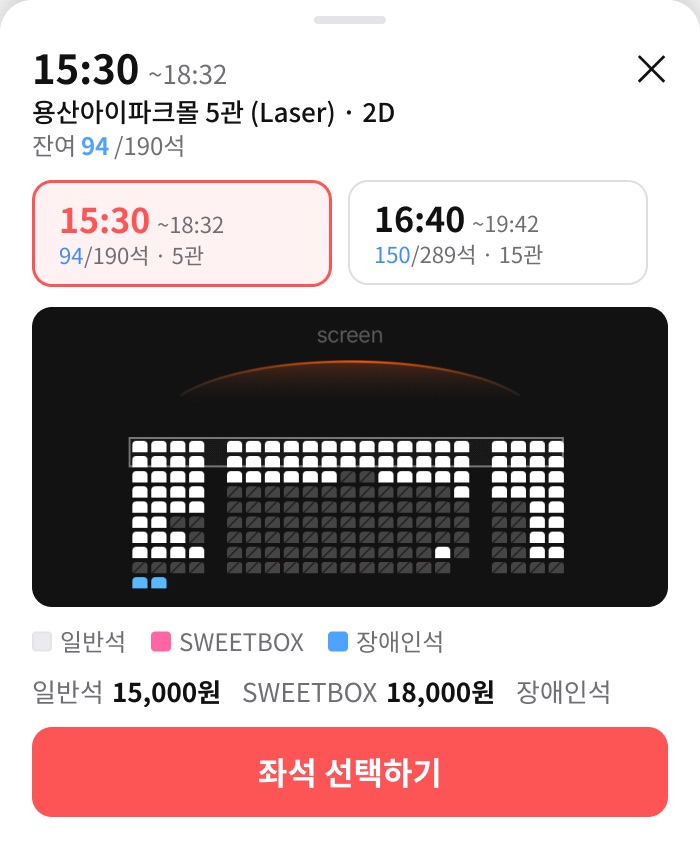 15:30 ~18:32
용산아이파크몰 5관 (Laser) · 2D
잔여 94 /190석
15:30 ~18:32
94/190석 · 5관
16:40 ~19:42
150/289석 · 15관
screen
일반석 SWEETBOX 장애인석
일반석 15,000원 SWEETBOX 18,000원 장애인석
좌석 선택하기